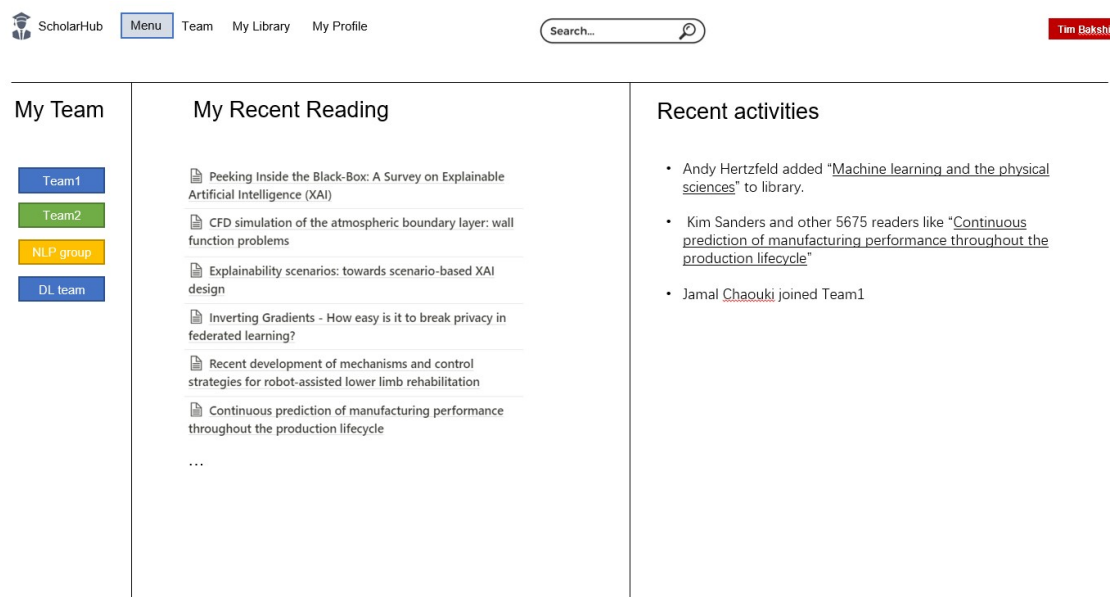 ScholarHub Menu Team My Library My Profile Search... Tim Bakshi
My Team
Team1
Team2
NLP group
DL team
My Recent Reading
Peeking Inside the Black-Box: A Survey on Explainable
Artificial Intelligence (XAI)
CFD simulation of the atmospheric boundary layer: wall
function problems
Explainability scenarios: towards scenario-based XAI
design
Inverting Gradients - How easy is it to break privacy in
federated learning?
Recent development of mechanisms and control
strategies for robot-assisted lower limb rehabilitation
Continuous prediction of manufacturing performance
throughout the production lifecycle
...
Recent activities
• Andy Hertzfeld added “Machine learning and the physical
sciences” to library.
• Kim Sanders and other 5675 readers like “Continuous
prediction of manufacturing performance throughout the
production lifecycle”
• Jamal Chaouki joined Team1